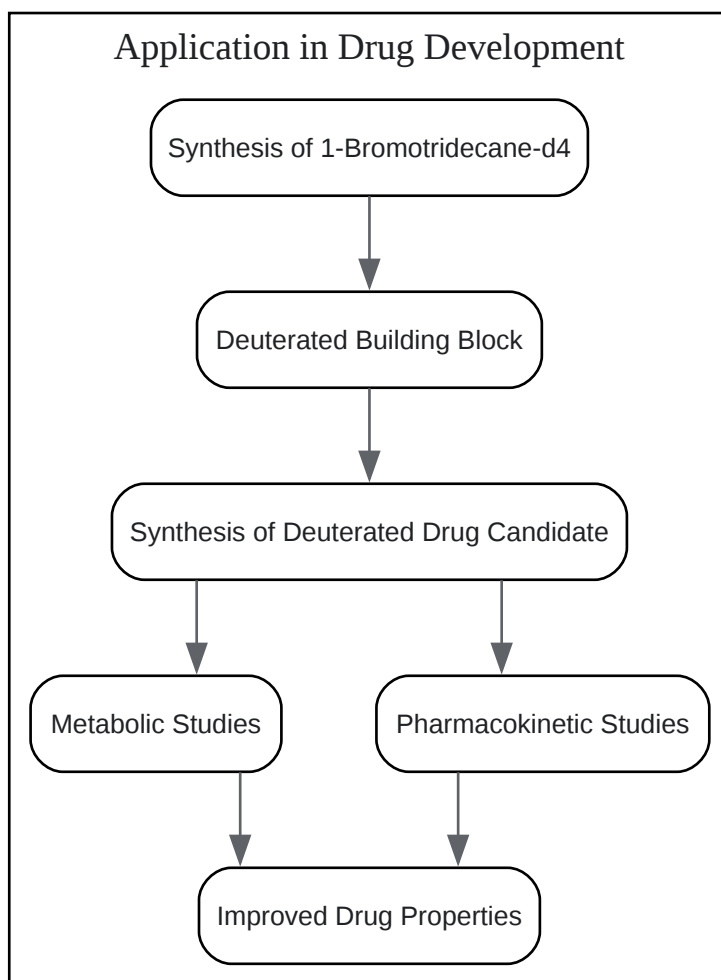 Application in Drug Development
Synthesis of 1-Bromotridecane-d4
Deuterated Building Block
Synthesis of Deuterated Drug Candidate
Metabolic Studies
Pharmacokinetic Studies
Improved Drug Properties